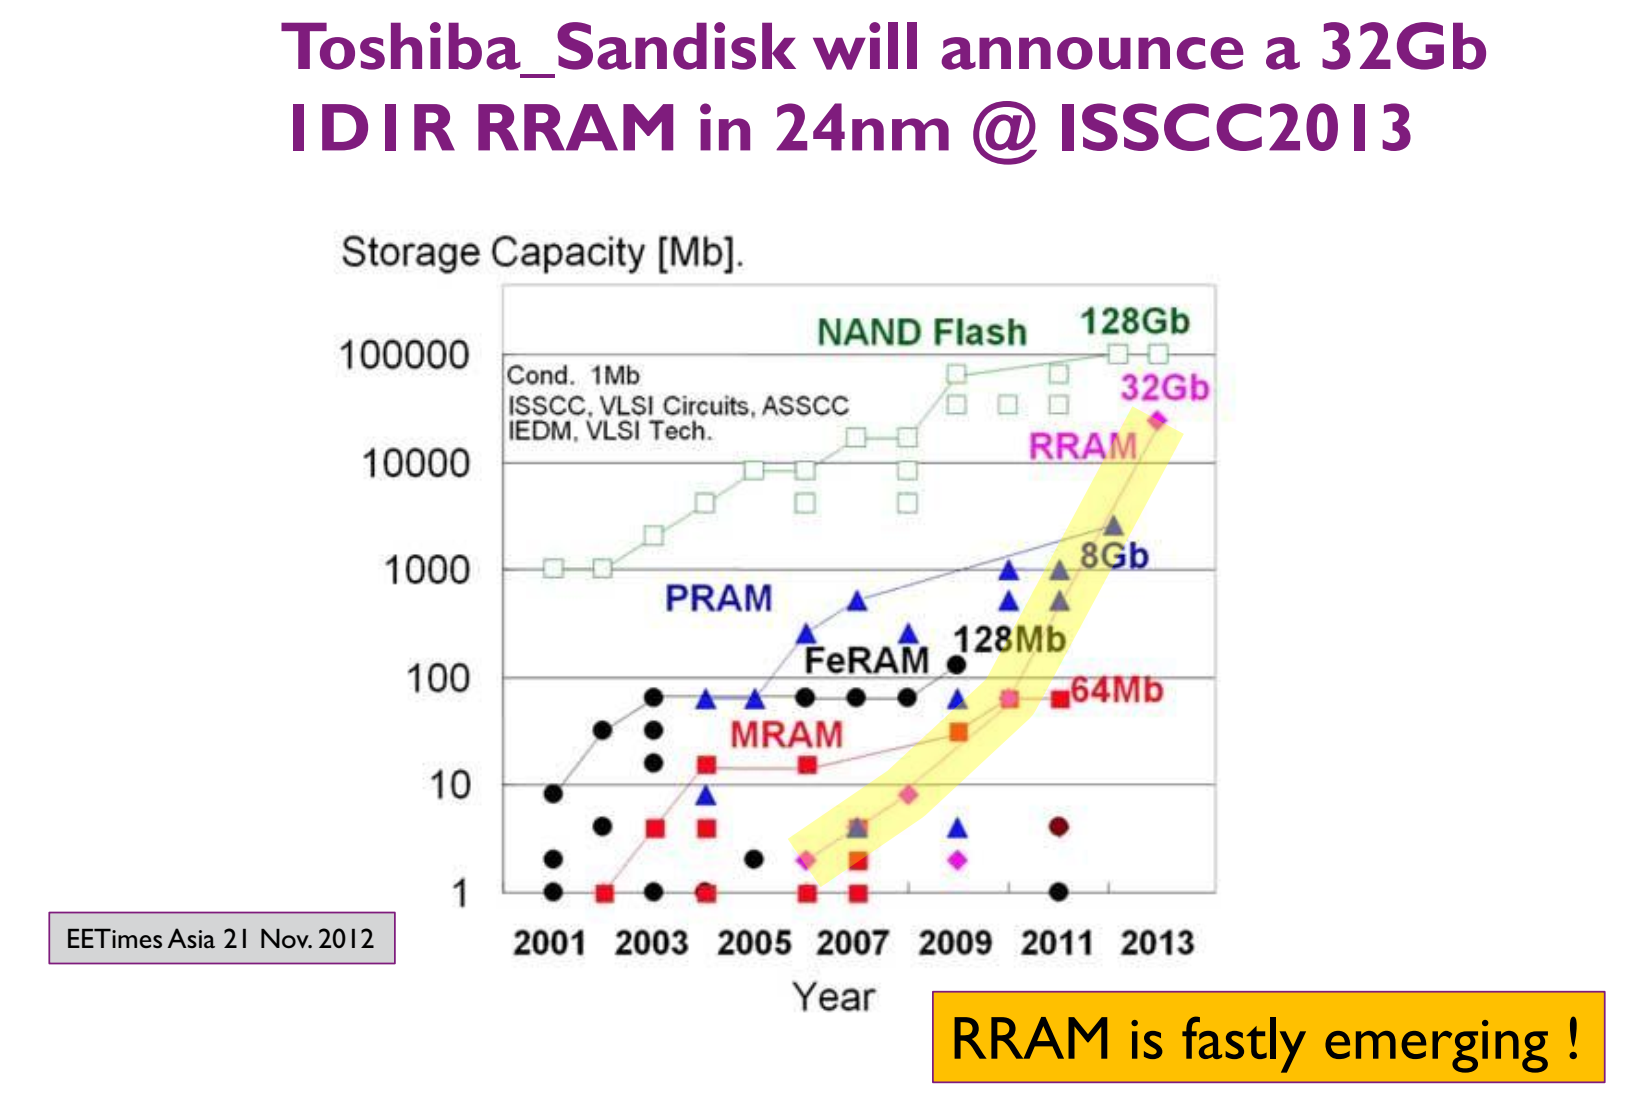 Toshiba_Sandisk will announce a 32Gb
1D1R RRAM in 24nm @ ISSCC2013
Storage Capacity [Mb].
NAND Flash
128Gb
100000
Cond. 1Mb
ISSCC, VLSI Circuits, ASSCC
IEDM, VLSI Tech.
32Gb
RRAM
10000
1000
8Gb
PRAM
128Mb
FeRAM
100
64Mb
MRAM
10
1
2001 2003 2005 2007 2009 2011 2013
Year
EETimes Asia 21 Nov. 2012
RRAM is fastly emerging !